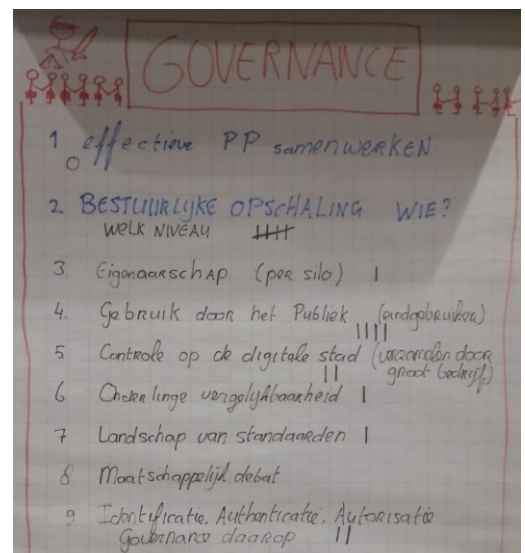 GOVERNANCE
1 effectieve PP samenwerken
2. BESTUURLIJKE OPSCHALING WIE?
WELK NIVEAU
3. Eigenaarschap (per silo)
4. Gebruik door het Publiek (eindgebruiker)
5 Controle op de digitale stad (verzamelen door
groot bedrijf)
6 Onderlinge vergelijkbaarheid
7 Landschap van standaarden
8 Maatschappelijk debat
9 Identificatie, Authenticatie, Autorisatie
Governance daarop